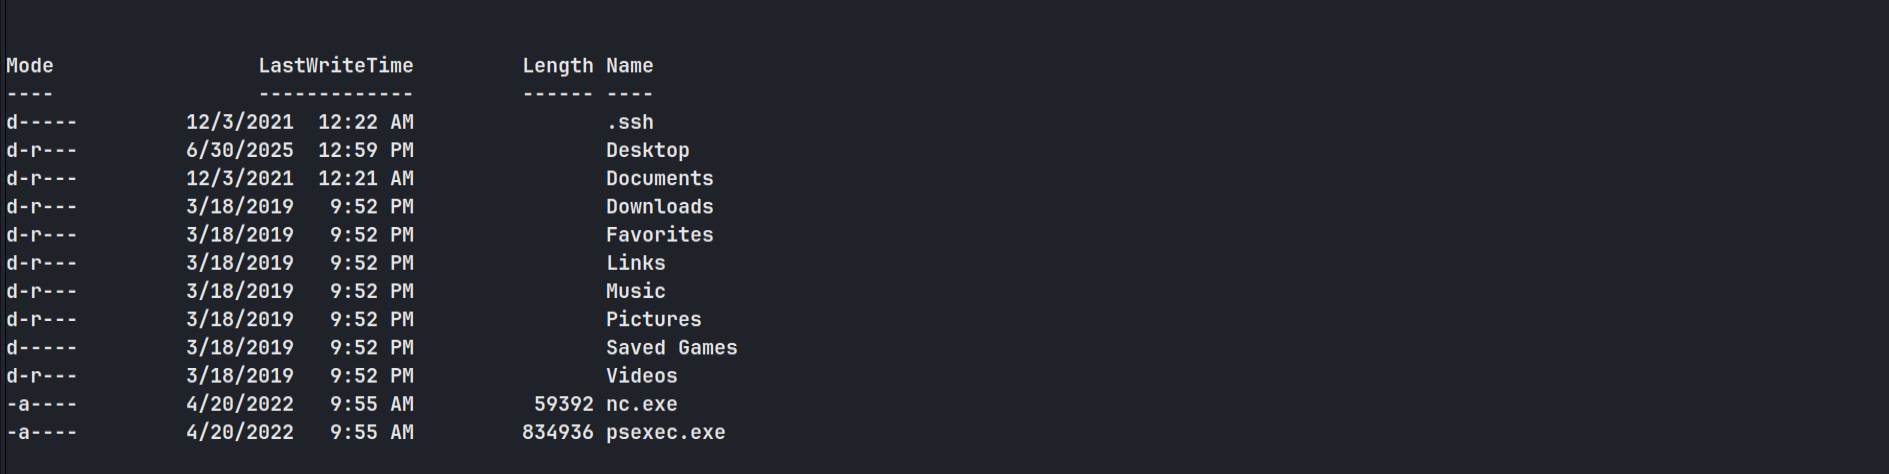 Mode                 LastWriteTime         Length Name
----                 -------------         ------ ----
d-----         12/3/2021  12:22 AM                .ssh
d-r---         6/30/2025  12:59 PM                Desktop
d-r---         12/3/2021  12:21 AM                Documents
d-r---         3/18/2019   9:52 PM                Downloads
d-r---         3/18/2019   9:52 PM                Favorites
d-r---         3/18/2019   9:52 PM                Links
d-r---         3/18/2019   9:52 PM                Music
d-r---         3/18/2019   9:52 PM                Pictures
d-----         3/18/2019   9:52 PM                Saved Games
d-r---         3/18/2019   9:52 PM                Videos
-a----         4/20/2022   9:55 AM          59392 nc.exe
-a----         4/20/2022   9:55 AM         834936 psexec.exe